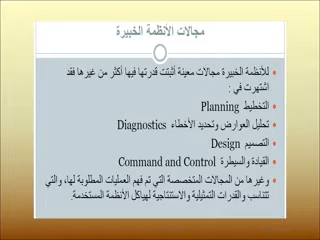 مجالات الأنظمة الخبيرة
للأنظمة الخبيرة مجالات معينة أثبتت قدرتها فيها أكثر من غيرها فقد
اشتهرت في :
التخطيط Planning
تحليل العوارض وتحديد الأخطاء Diagnostics
التصميم Design
القيادة والسيطرة Command and Control
وغيرها من المجالات المتخصصة التي تم فهم العمليات المطلوبة لها، والتي
تتناسب والقدرات التمثيلية والاستنتاجية لهياكل الأنظمة المستخدمة.